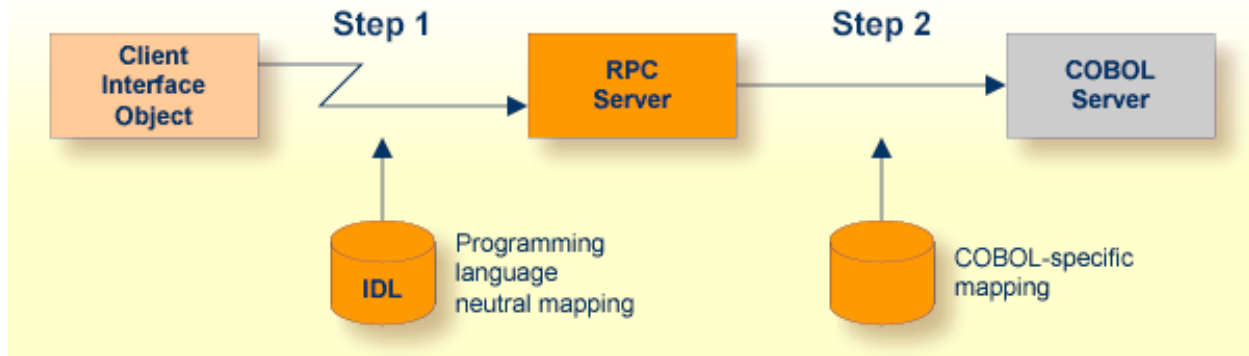 Step 1
Step 2
Client
Interface
Object
RPC
Server
COBOL
Server
IDL
Programming
language
neutral mapping
COBOL-specific
mapping